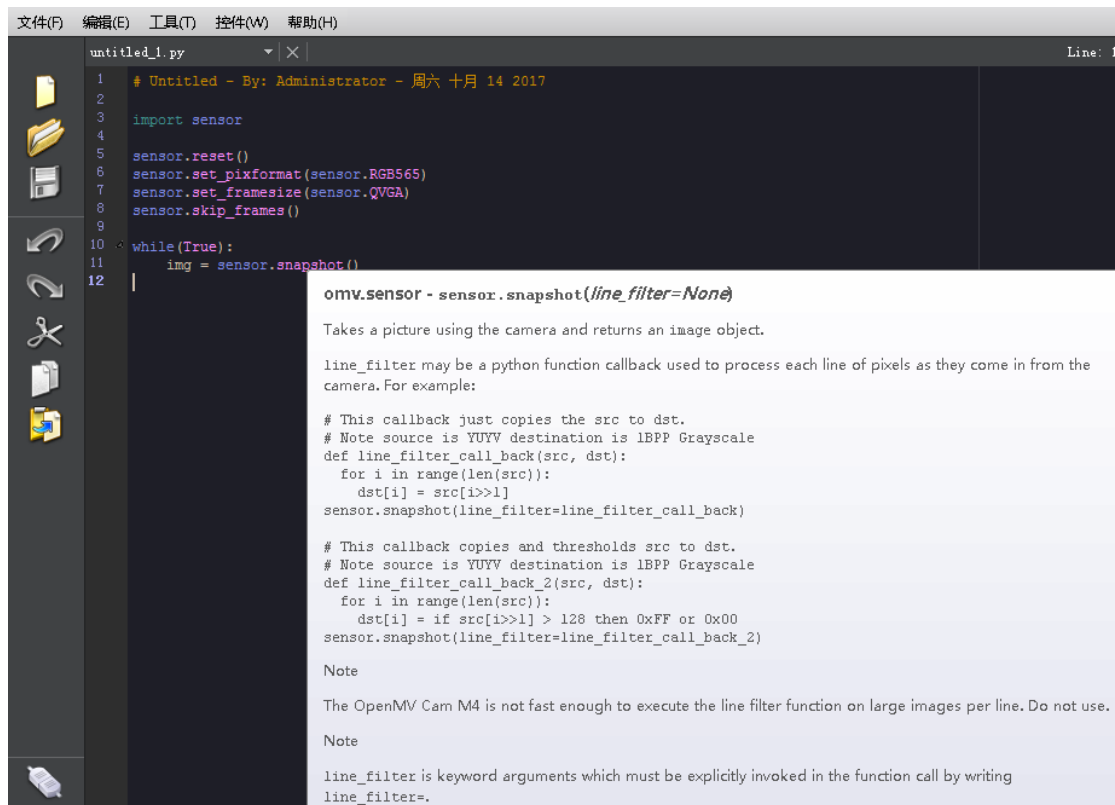 文件(F) 编辑(E) 工具(T) 控件(W) 帮助(H)
untitled_1.py Line: 1
1 # Untitled - By: Administrator - 周六 十月 14 2017
2
3 import sensor
4
5 sensor.reset()
6 sensor.set_pixformat(sensor.RGB565)
7 sensor.set_framesize(sensor.QVGA)
8 sensor.skip_frames()
9
10 while(True):
11 img = sensor.snapshot()
12
omv.sensor - sensor.snapshot(line_filter=None)
Takes a picture using the camera and returns an image object.
line_filter may be a python function callback used to process each line of pixels as they come in from the
camera. For example:
# This callback just copies the src to dst.
# Note source is YUYV destination is 1BPP Grayscale
def line_filter_call_back(src, dst):
for i in range(len(src)):
dst[i] = src[i>>1]
sensor.snapshot(line_filter=line_filter_call_back)
# This callback copies and thresholds src to dst.
# Note source is YUYV destination is 1BPP Grayscale
def line_filter_call_back_2(src, dst):
for i in range(len(src)):
dst[i] = if src[i>>1] > 128 then 0xFF or 0x00
sensor.snapshot(line_filter=line_filter_call_back_2)
Note
The OpenMV Cam M4 is not fast enough to execute the line filter function on large images per line. Do not use.
Note
line_filter is keyword arguments which must be explicitly invoked in the function call by writing
line_filter=.